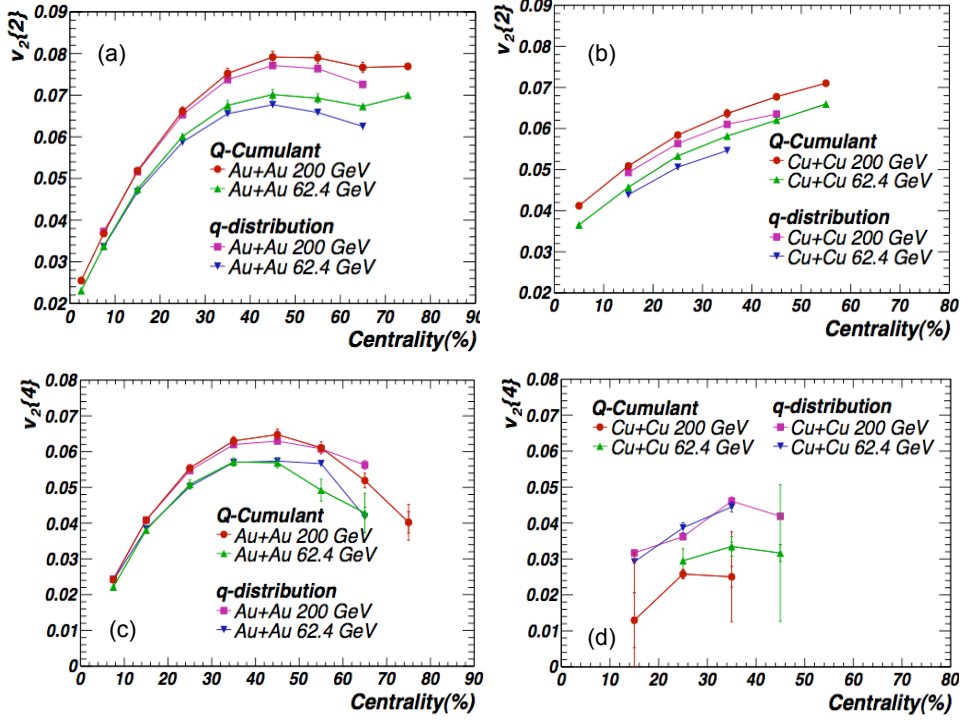 v₂{2}
0.09
0.08
0.07
0.06
0.05
0.04
0.03
0.02
(a)
Q-Cumulant
Au+Au 200 GeV
Au+Au 62.4 GeV
q-distribution
Au+Au 200 GeV
Au+Au 62.4 GeV
0 10 20 30 40 50 60 70 80 90
Centrality(%)
v₂{2}
0.09
0.08
0.07
0.06
0.05
0.04
0.03
0.02
(b)
Q-Cumulant
Cu+Cu 200 GeV
Cu+Cu 62.4 GeV
q-distribution
Cu+Cu 200 GeV
Cu+Cu 62.4 GeV
0 10 20 30 40 50 60 70 80
Centrality(%)
v₂{4}
0.08
0.07
0.06
0.05
0.04
0.03
0.02
0.01
0
Q-Cumulant
Au+Au 200 GeV
Au+Au 62.4 GeV
q-distribution
Au+Au 200 GeV
Au+Au 62.4 GeV
(c)
0 10 20 30 40 50 60 70 80 90
Centrality(%)
v₂{4}
0.08
0.07
0.06
0.05
0.04
0.03
0.02
0.01
0
Q-Cumulant
Cu+Cu 200 GeV
Cu+Cu 62.4 GeV
q-distribution
Cu+Cu 200 GeV
Cu+Cu 62.4 GeV
(d)
0 10 20 30 40 50 60 70 80
Centrality(%)